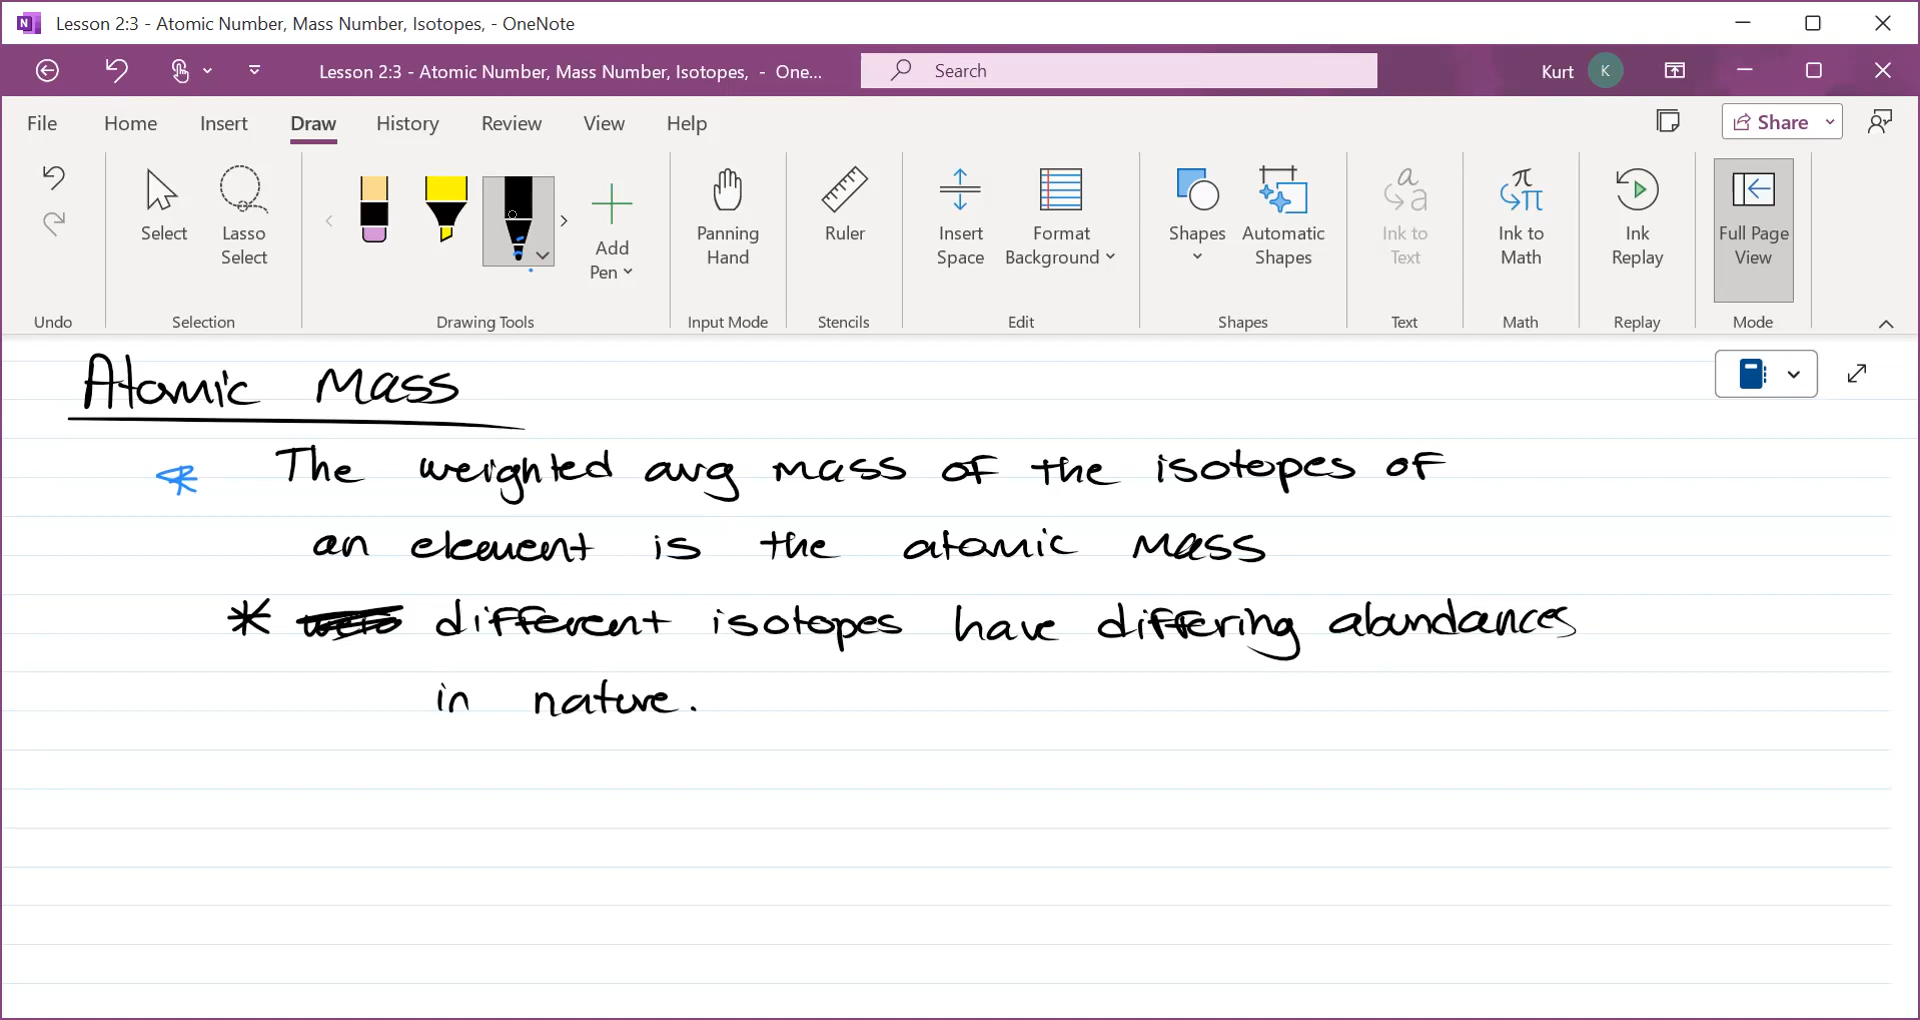 Lesson 2:3 - Atomic Number, Mass Number, Isotopes, - OneNote
Lesson 2:3 - Atomic Number, Mass Number, Isotopes, - One...
Search
Kurt K
File Home Insert Draw History Review View Help
Share
Select
Lasso Select
Add Pen
Panning Hand
Ruler
Insert Space
Format Background
Shapes
Automatic Shapes
Ink to Text
Ink to Math
Ink Replay
Full Page View
Undo Selection Drawing Tools Input Mode Stencils Edit Shapes Text Math Replay Mode
Atomic Mass
* The weighted avg mass of the isotopes of
an element is the atomic mass
* different isotopes have differing abundances
in nature.